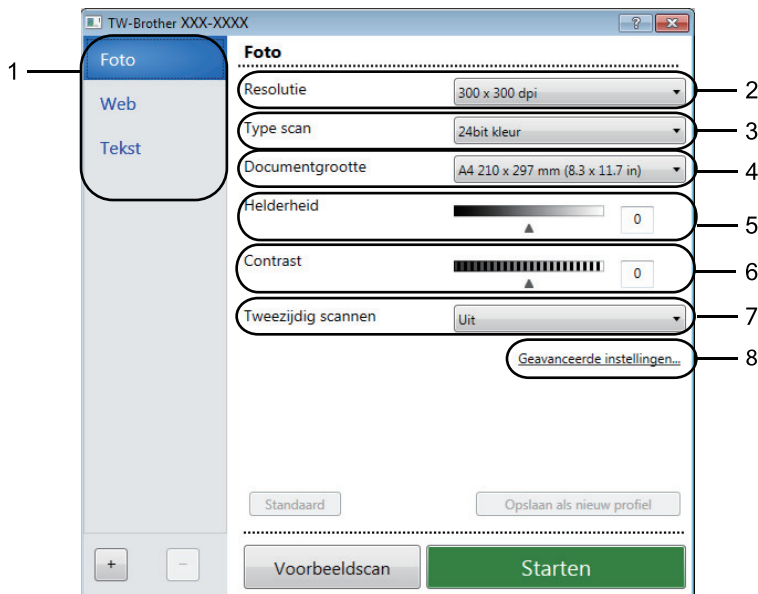 TW-Brother XXX-XXXX
?
Foto
Web
Tekst
Foto
Resolutie 300 x 300 dpi
Type scan 24bit kleur
Documentgrootte A4 210 x 297 mm (8.3 x 11.7 in)
Helderheid 0
Contrast 0
Tweezijdig scannen Uit
Geavanceerde instellingen...
Standaard Opslaan als nieuw profiel
+ − Voorbeeldscan Starten
1
2
3
4
5
6
7
8